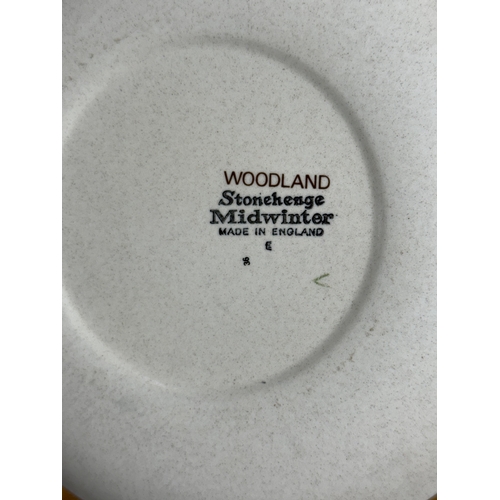 WOODLAND
Stonehenge
Midwinter
MADE IN ENGLAND